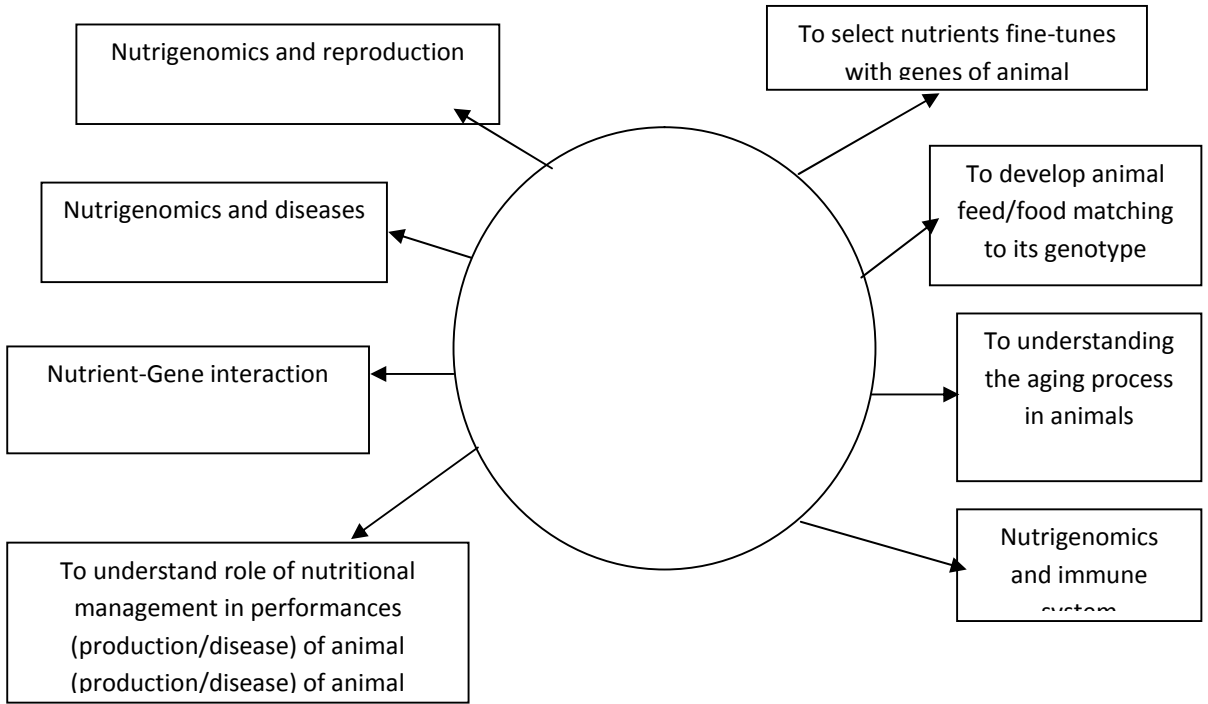 Nutrigenomics and reproduction
To select nutrients fine-tunes
with genes of animal
Nutrigenomics and diseases
To develop animal
feed/food matching
to its genotype
Nutrient-Gene interaction
To understanding
the aging process
in animals
To understand role of nutritional
management in performances
(production/disease) of animal
(production/disease) of animal
Nutrigenomics
and immune
system